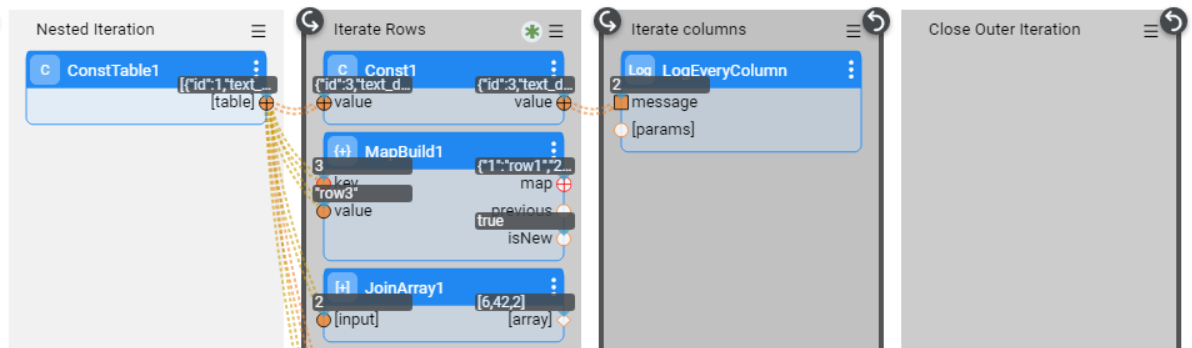 Nested Iteration
C ConstTable1
[{"id":1,"text_...
[table]
Iterate Rows
C Const1
{"id":3,"text_d...
{"id":3,"text_d...
value
value
{+} MapBuild1
3
{"1":"row1","2...
key
map
"row3"
previous
value
true
isNew
[+] JoinArray1
2
[6,42,2]
[input]
[array]
Iterate columns
Log LogEveryColumn
2
message
[params]
Close Outer Iteration